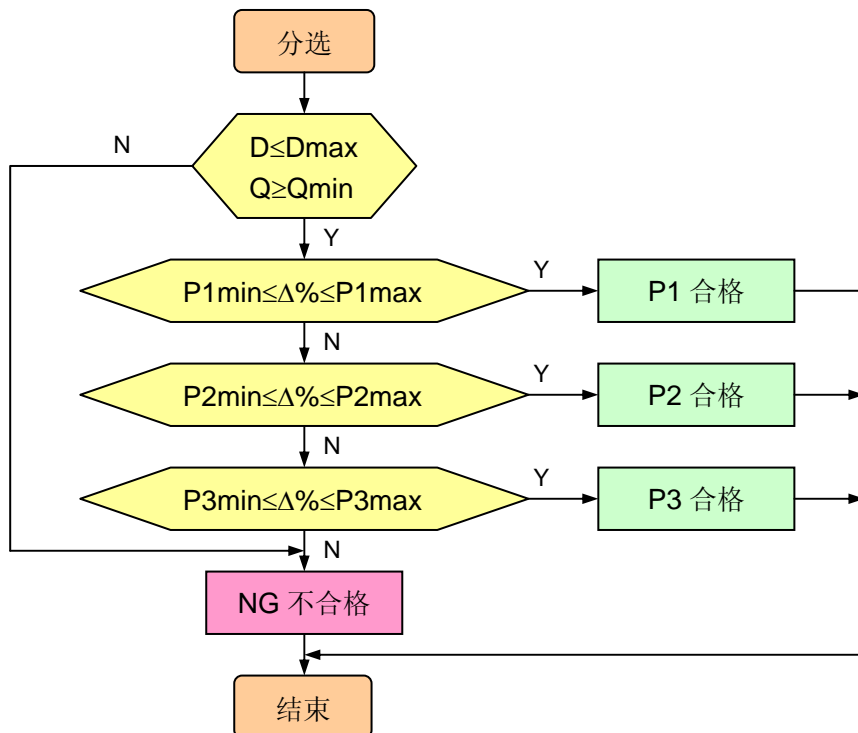 分选
N
D≤Dmax
Q≥Qmin
Y
P1min≤Δ%≤P1max
Y
P1 合格
N
P2min≤Δ%≤P2max
Y
P2 合格
N
P3min≤Δ%≤P3max
Y
P3 合格
N
NG 不合格
结束